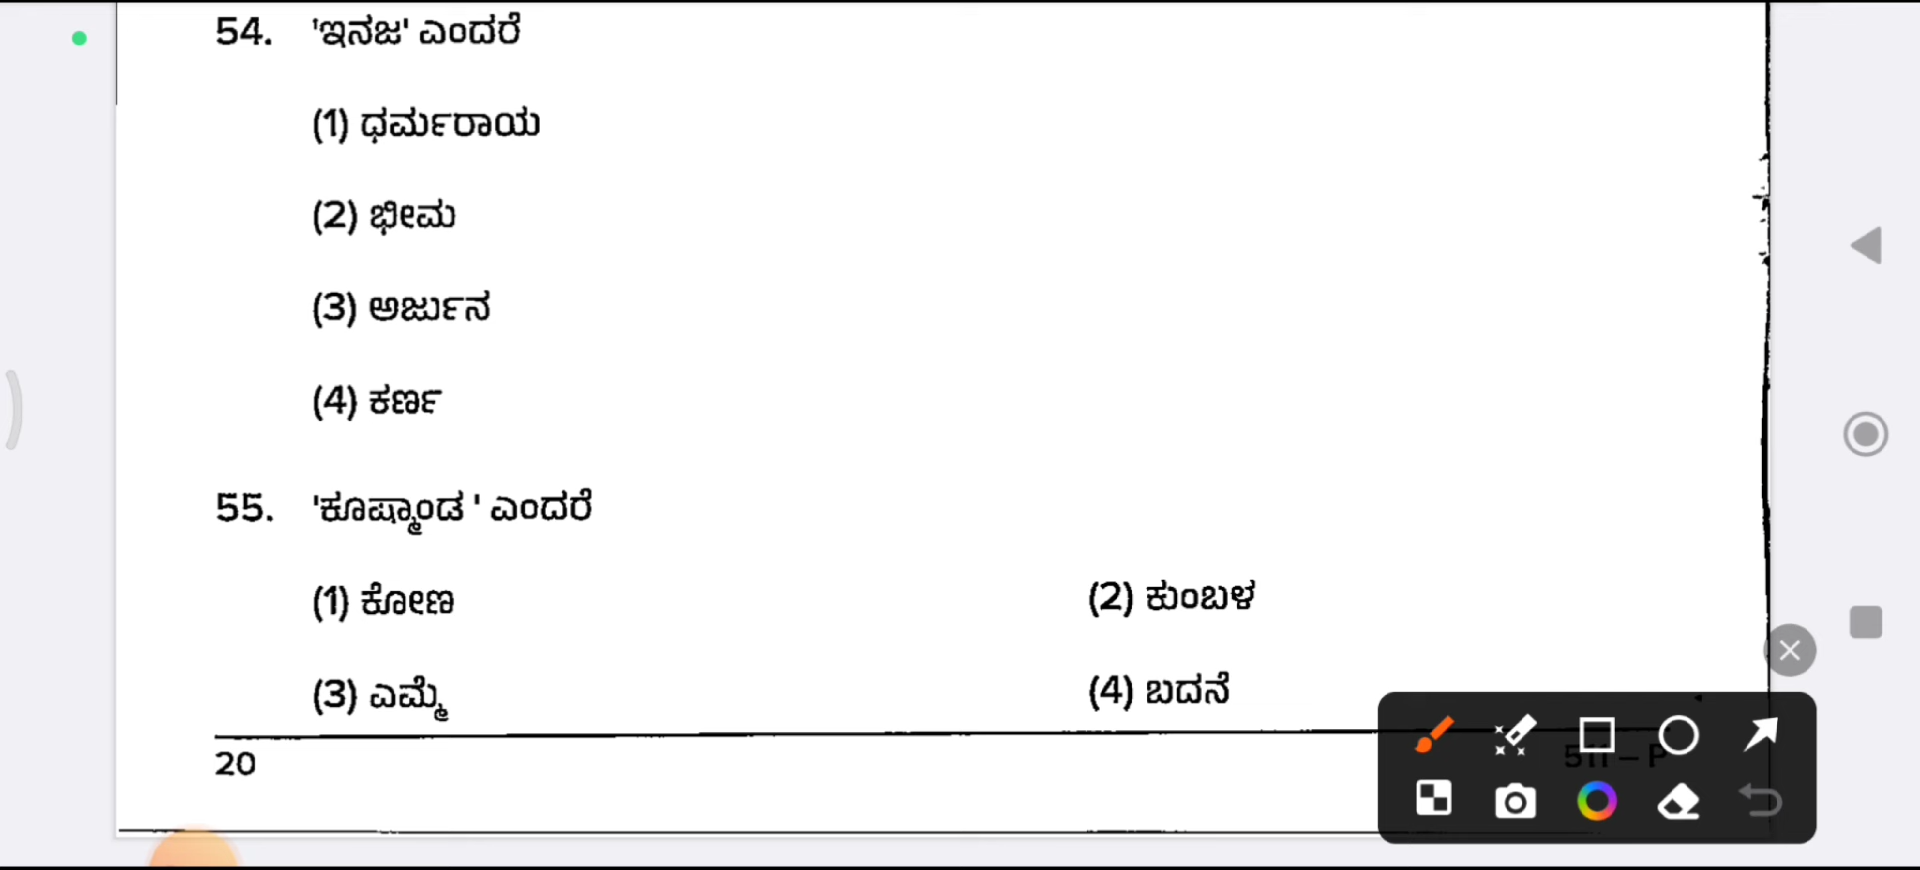 54. 'ಇನಜ' ಎಂದರೆ
(1) ಧರ್ಮರಾಯ
(2) ಭೀಮ
(3) ಅರ್ಜುನ
(4) ಕರ್ಣ
55. 'ಕೂಷ್ಮಾಂಡ ' ಎಂದರೆ
(1) ಕೋಣ (2) ಕುಂಬಳ
(3) ಎಮ್ಮೆ (4) ಬದನೆ
20